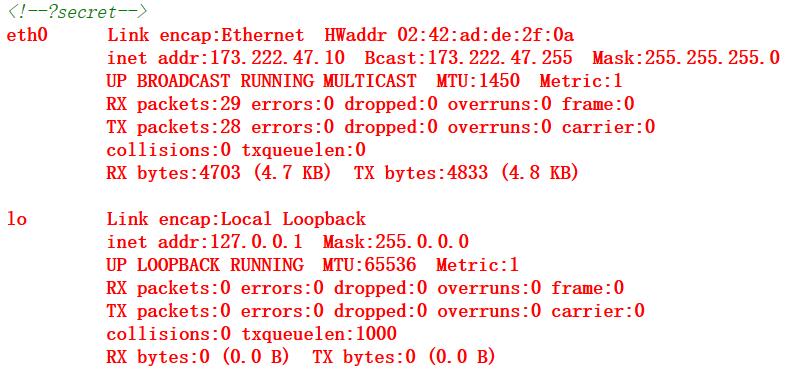 <!--?secret-->
eth0      Link encap:Ethernet  HWaddr 02:42:ad:de:2f:0a
          inet addr:173.222.47.10  Bcast:173.222.47.255  Mask:255.255.255.0
          UP BROADCAST RUNNING MULTICAST  MTU:1450  Metric:1
          RX packets:29 errors:0 dropped:0 overruns:0 frame:0
          TX packets:28 errors:0 dropped:0 overruns:0 carrier:0
          collisions:0 txqueuelen:0
          RX bytes:4703 (4.7 KB)  TX bytes:4833 (4.8 KB)

lo        Link encap:Local Loopback
          inet addr:127.0.0.1  Mask:255.0.0.0
          UP LOOPBACK RUNNING  MTU:65536  Metric:1
          RX packets:0 errors:0 dropped:0 overruns:0 frame:0
          TX packets:0 errors:0 dropped:0 overruns:0 carrier:0
          collisions:0 txqueuelen:1000
          RX bytes:0 (0.0 B)  TX bytes:0 (0.0 B)